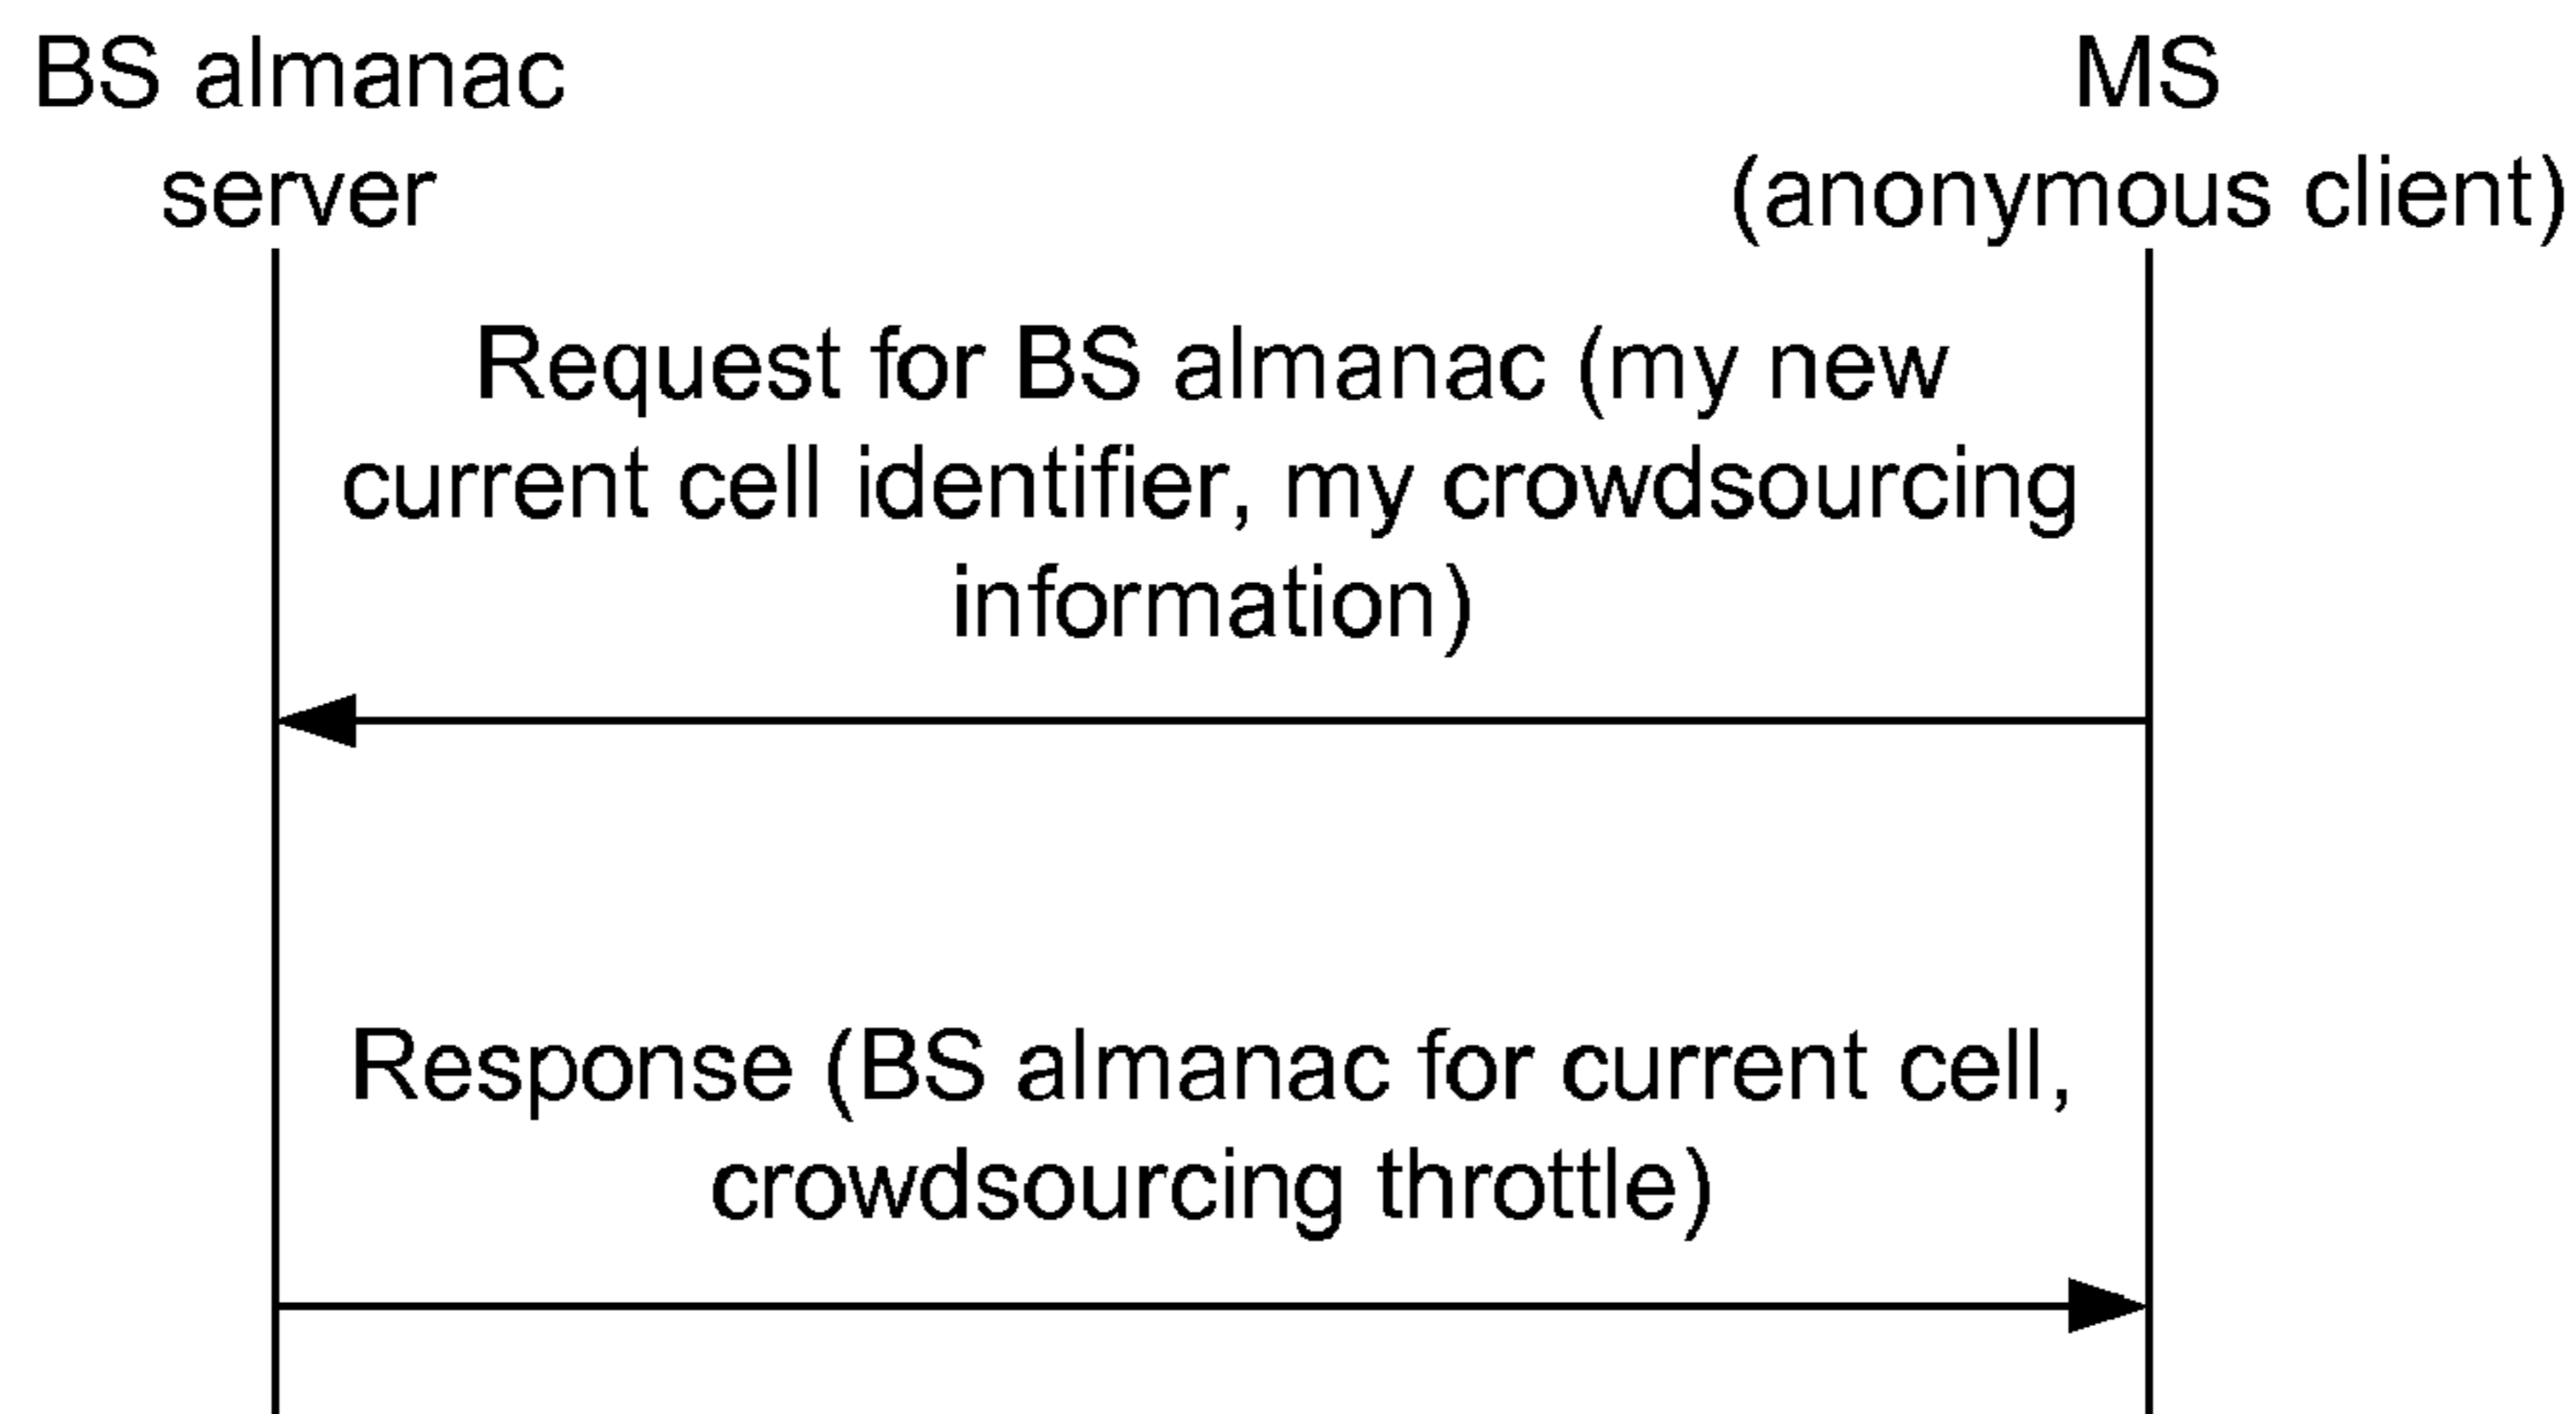 BS almanac
server
MS
(anonymous client)
Request for BS almanac (my new
current cell identifier, my crowdsourcing
information)
Response (BS almanac for current cell,
crowdsourcing throttle)